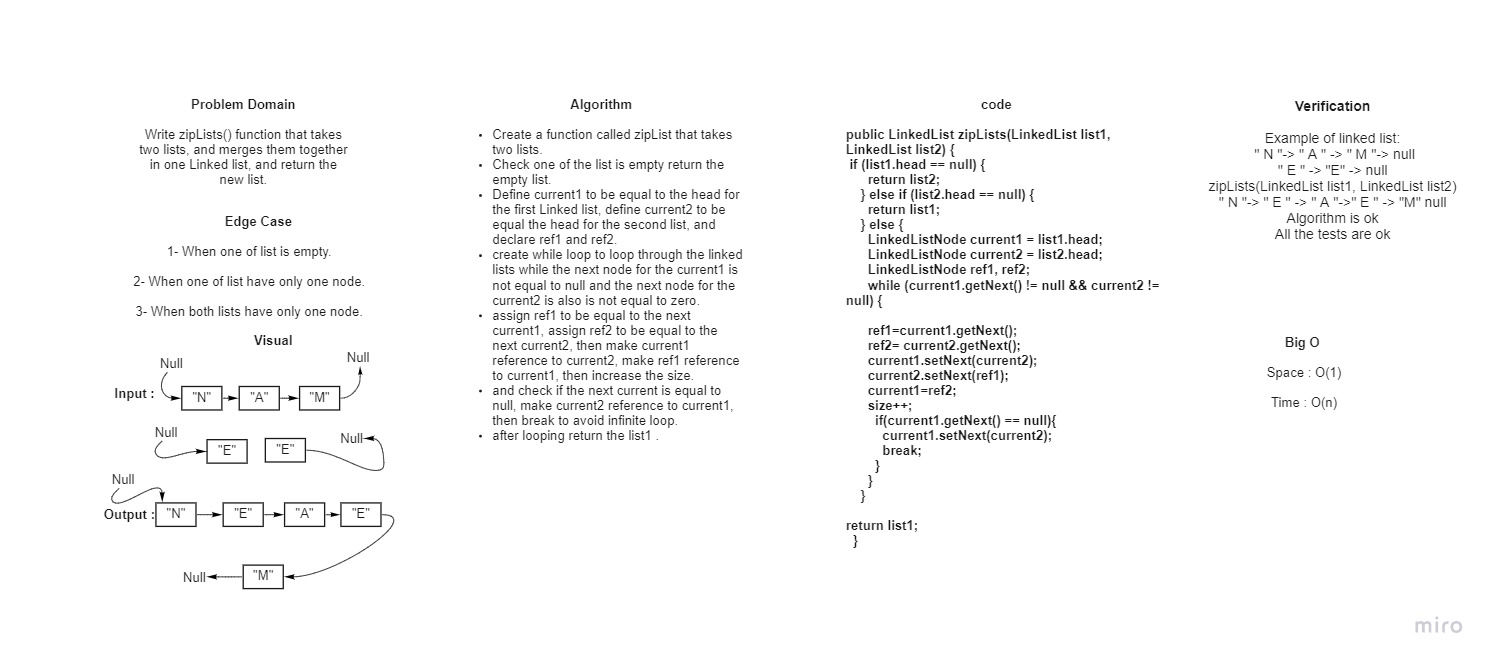 Problem Domain
Write zipLists() function that takes
two lists, and merges them together
in one Linked list, and return the
new list.
Edge Case
1- When one of list is empty.
2- When one of list have only one node.
3- When both lists have only one node.
Visual
Null
Null
Input :
"N"
"A"
"M"
Null
"E"
"E"
Null
Null
Output :
"N"
"E"
"A"
"E"
Null
"M"
Algorithm
• Create a function called zipList that takes
two lists.
• Check one of the list is empty return the
empty list.
• Define current1 to be equal to the head for
the first Linked list, define current2 to be
equal the head for the second list, and
declare ref1 and ref2.
• create while loop to loop through the linked
lists while the next node for the current1 is
not equal to null and the next node for the
current2 is also is not equal to zero.
• assign ref1 to be equal to the next
current1, assign ref2 to be equal to the
next current2, then make current1
reference to current2, make ref1 reference
to current1, then increase the size.
• and check if the next current is equal to
null, make current2 reference to current1,
then break to avoid infinite loop.
• after looping return the list1 .
code
public LinkedList zipLists(LinkedList list1,
LinkedList list2) {
if (list1.head == null) {
return list2;
} else if (list2.head == null) {
return list1;
} else {
LinkedListNode current1 = list1.head;
LinkedListNode current2 = list2.head;
LinkedListNode ref1, ref2;
while (current1.getNext() != null && current2 !=
null) {
ref1=current1.getNext();
ref2= current2.getNext();
current1.setNext(current2);
current2.setNext(ref1);
current1=ref2;
size++;
if(current1.getNext() == null){
current1.setNext(current2);
break;
}
}
}
return list1;
}
Verification
Example of linked list:
" N "-> " A " -> " M "-> null
" E " -> "E" -> null
zipLists(LinkedList list1, LinkedList list2)
" N "-> " E " -> " A "->" E " -> "M" null
Algorithm is ok
All the tests are ok
Big O
Space : O(1)
Time : O(n)
miro